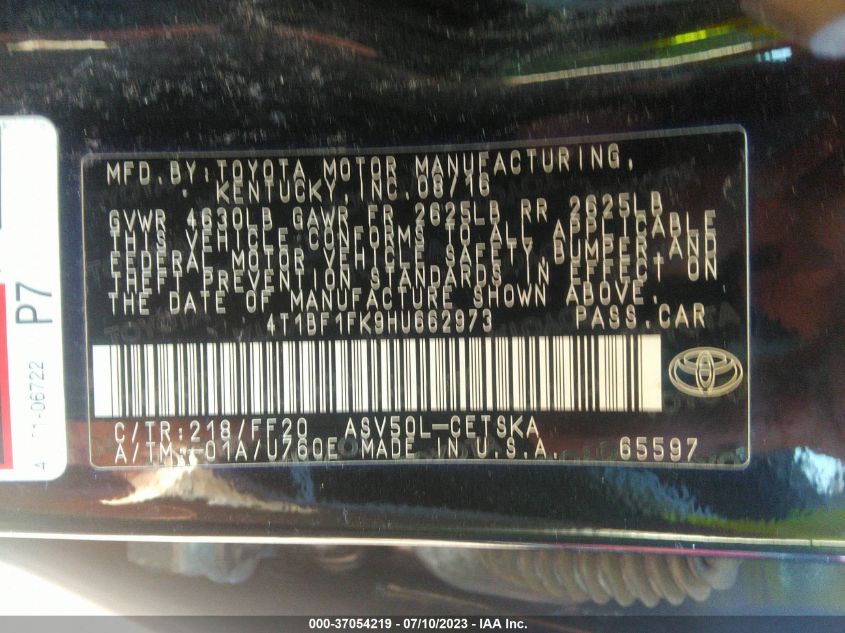 MFD. BY: TOYOTA MOTOR MANUFACTURING,
KENTUCKY, INC. 08/16
GVWR 4630LB GAWR FR 2625LB RR 2625LB
THIS VEHICLE CONFORMS TO ALL APPLICABLE
FEDERAL MOTOR VEHICLE SAFETY, BUMPER, AND
THEFT PREVENTION STANDARDS IN EFFECT ON
THE DATE OF MANUFACTURE SHOWN ABOVE.
4T1BF1FK9HU662973 PASS. CAR
C/TR: 218/FF20 ASV50L-CETSKA
A/TM: -01A/U760E MADE IN U.S.A. 65597
P7
1-06722
000-37054219 - 07/10/2023 - IAA Inc.